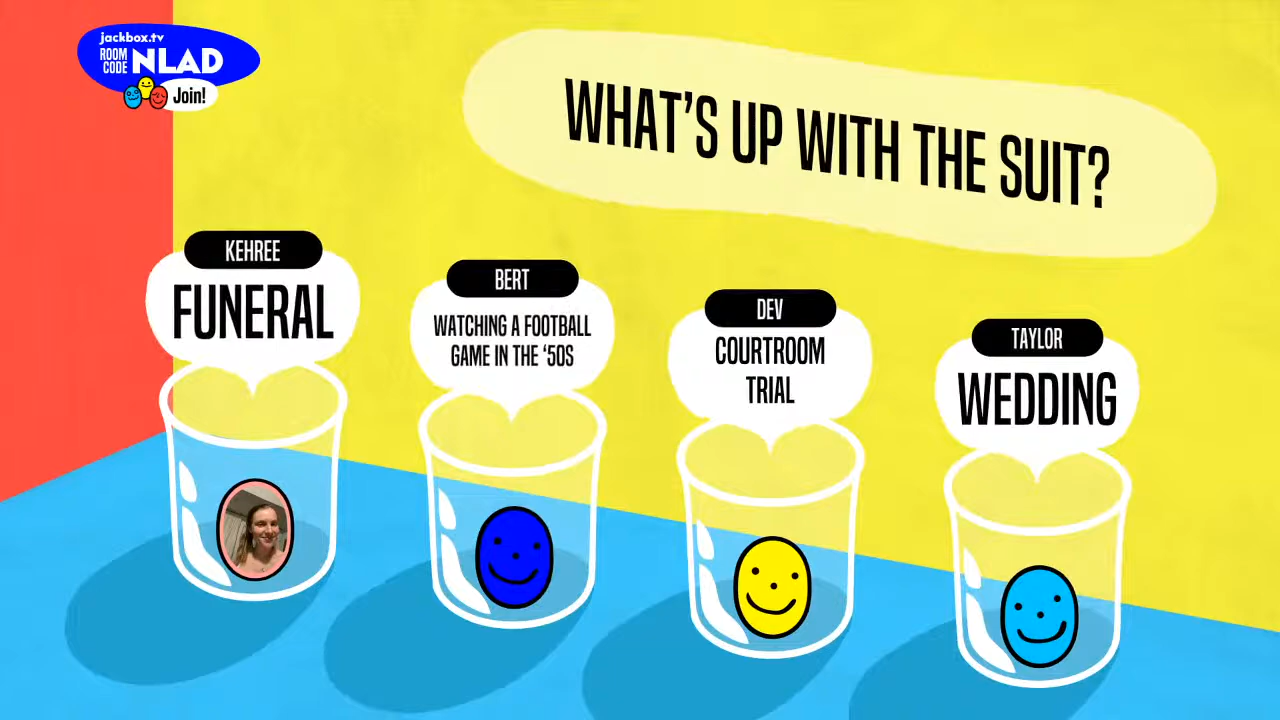 jackbox.tv
ROOM CODE NLAD
Join!
WHAT'S UP WITH THE SUIT?
KEHREE
FUNERAL
BERT
WATCHING A FOOTBALL
GAME IN THE ‘50S
DEV
COURTROOM
TRIAL
TAYLOR
WEDDING